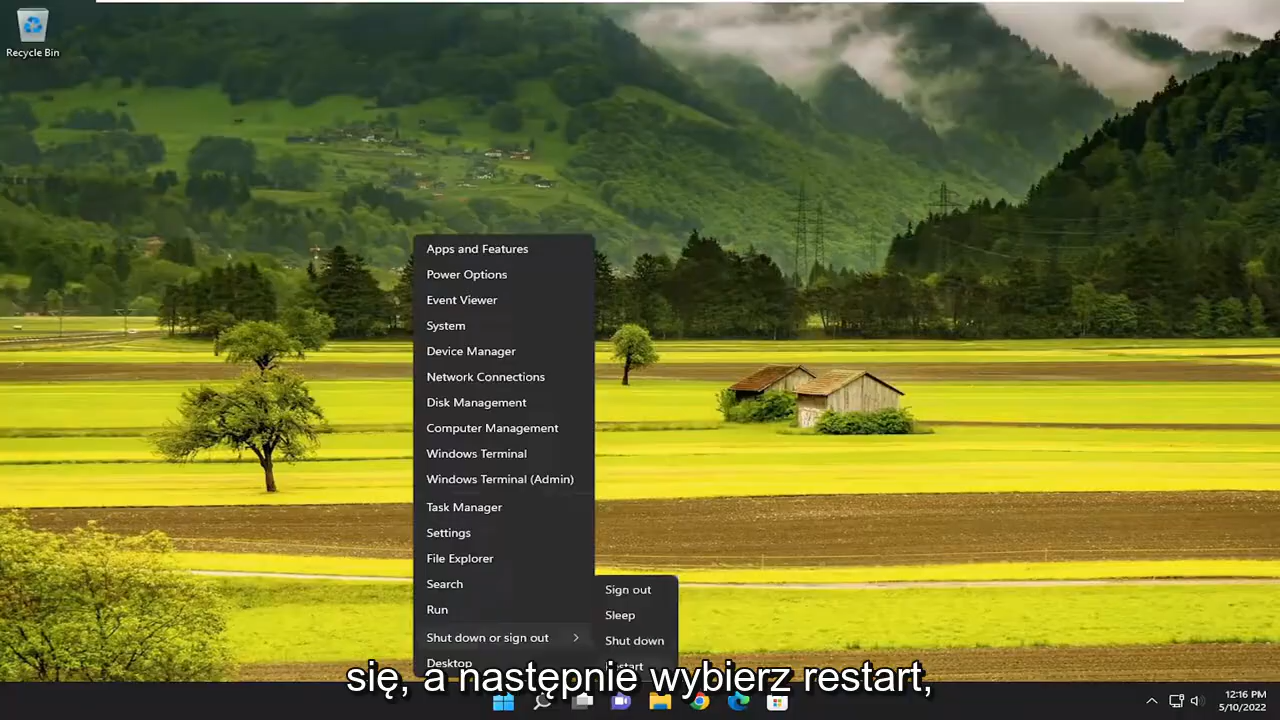 Recycle Bin
Apps and Features
Power Options
Event Viewer
System
Device Manager
Network Connections
Disk Management
Computer Management
Windows Terminal
Windows Terminal (Admin)
Task Manager
Settings
File Explorer
Search
Run
Shut down or sign out
Desktop
Sign out
Sleep
Shut down
Restart
się, a następnie wybierz restart,
12:16 PM
5/10/2022